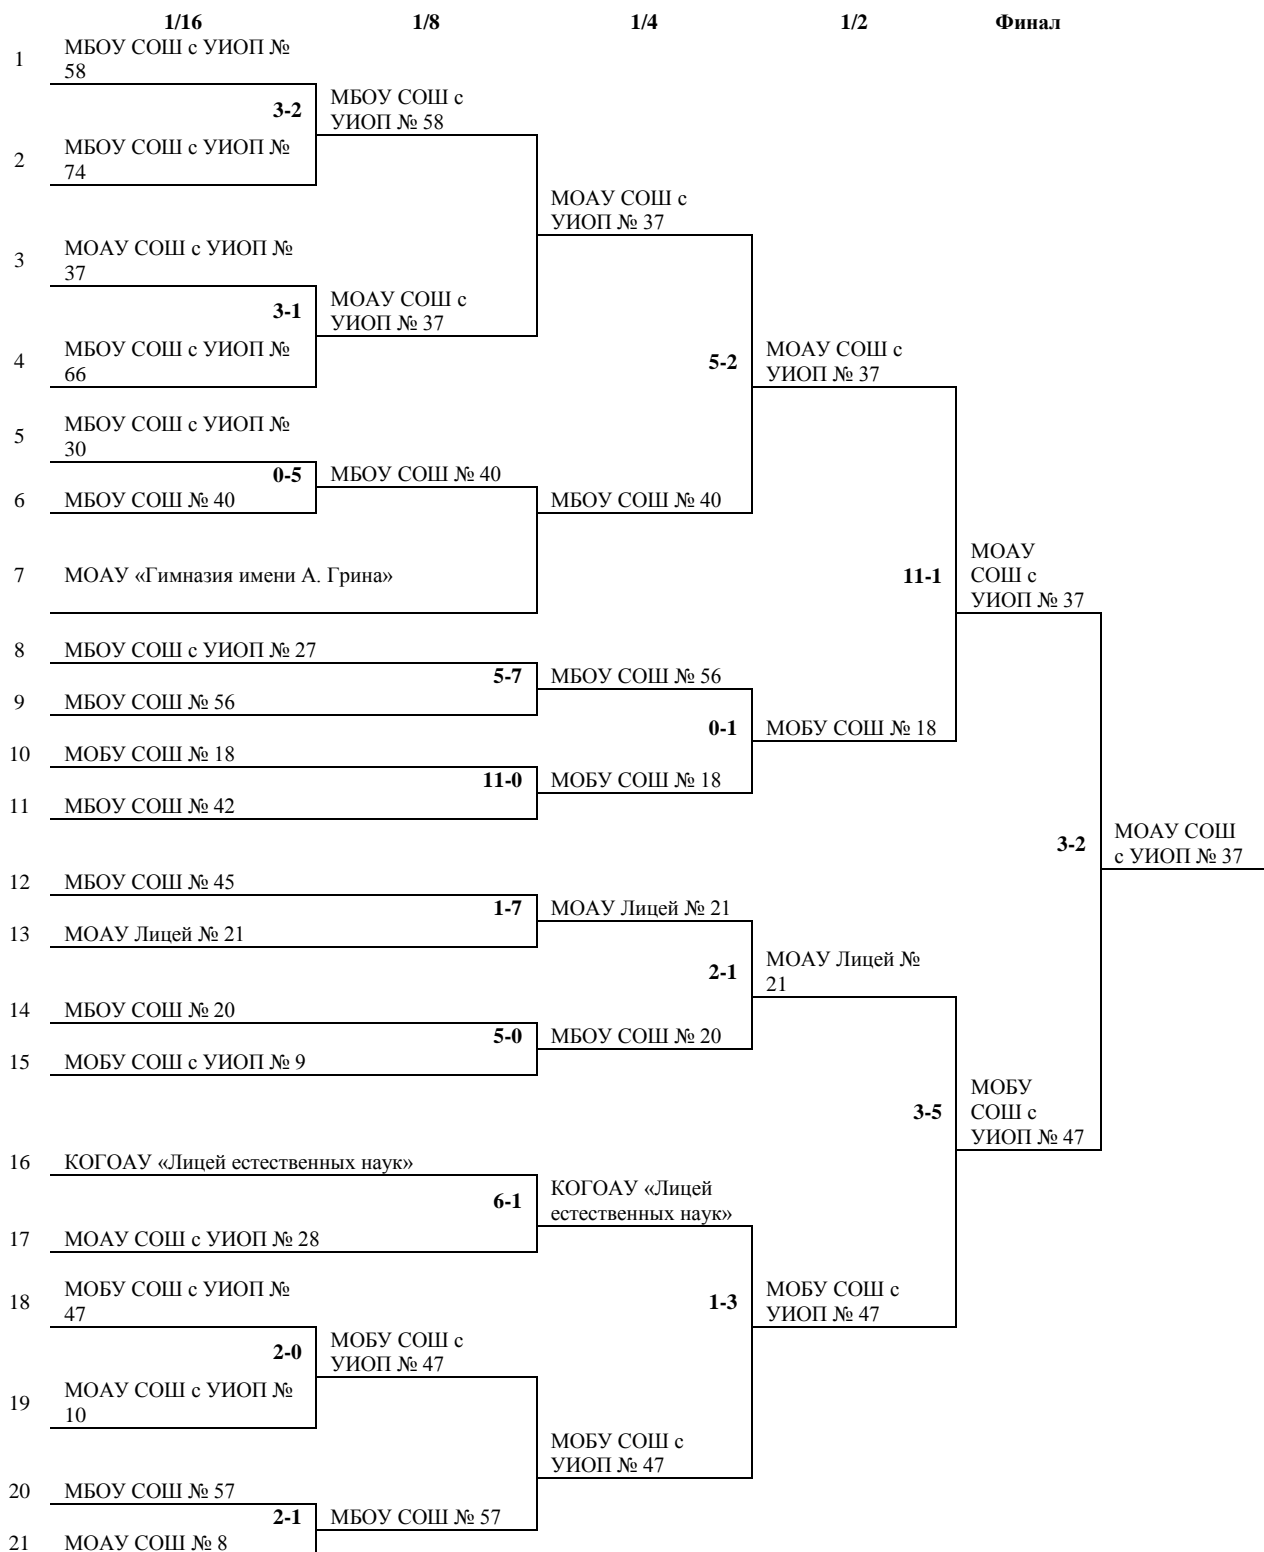 1/16 1/8 1/4 1/2 Финал
1 МБОУ СОШ с УИОП №
58
3-2
МБОУ СОШ с
УИОП № 58
2 МБОУ СОШ с УИОП №
74
МОАУ СОШ с
УИОП № 37
3 МОАУ СОШ с УИОП №
37
3-1
МОАУ СОШ с
УИОП № 37
4 МБОУ СОШ с УИОП №
66
5-2
МОАУ СОШ с
УИОП № 37
5 МБОУ СОШ с УИОП №
30
0-5 МБОУ СОШ № 40
6 МБОУ СОШ № 40
МБОУ СОШ № 40
7 МОАУ «Гимназия имени А. Грина»
11-1
МОАУ
СОШ с
УИОП № 37
8 МБОУ СОШ с УИОП № 27
5-7 МБОУ СОШ № 56
9 МБОУ СОШ № 56
0-1 МОБУ СОШ № 18
10 МОБУ СОШ № 18
11-0 МОБУ СОШ № 18
11 МБОУ СОШ № 42
3-2
МОАУ СОШ
с УИОП № 37
12 МБОУ СОШ № 45
1-7 МОАУ Лицей № 21
13 МОАУ Лицей № 21
2-1
МОАУ Лицей №
21
14 МБОУ СОШ № 20
5-0 МБОУ СОШ № 20
15 МОБУ СОШ с УИОП № 9
3-5
МОБУ
СОШ с
УИОП № 47
16 КОГОАУ «Лицей естественных наук»
6-1
КОГОАУ «Лицей
естественных наук»
17 МОАУ СОШ с УИОП № 28
18 МОБУ СОШ с УИОП №
47
1-3
МОБУ СОШ с
УИОП № 47
2-0
МОБУ СОШ с
УИОП № 47
19 МОАУ СОШ с УИОП №
10
МОБУ СОШ с
УИОП № 47
20 МБОУ СОШ № 57
2-1 МБОУ СОШ № 57
21 МОАУ СОШ № 8